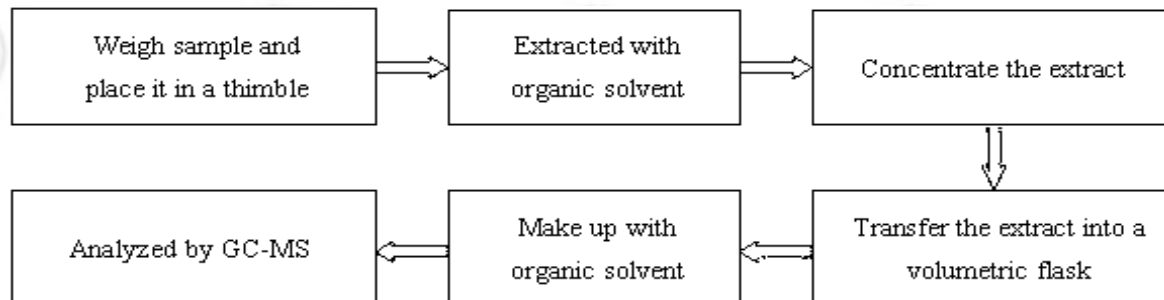 Weigh sample and
place it in a thimble
Extracted with
organic solvent
Concentrate the extract
Transfer the extract into a
volumetric flask
Make up with
organic solvent
Analyzed by GC-MS